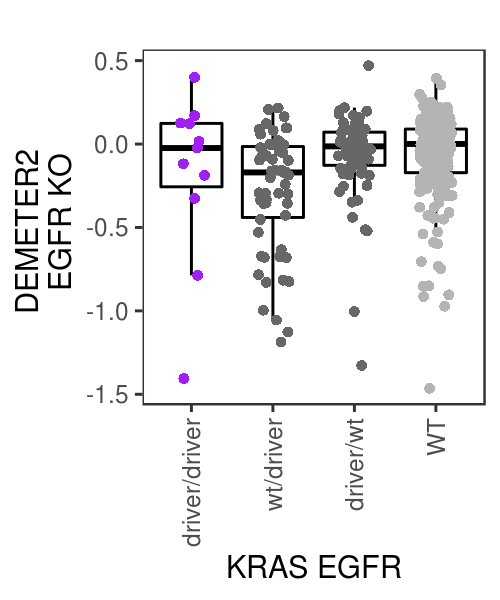 DEMETER2
EGFR KO
0.5
0.0
-0.5
-1.0
-1.5
driver/driver
wt/driver
driver/wt
WT
KRAS EGFR